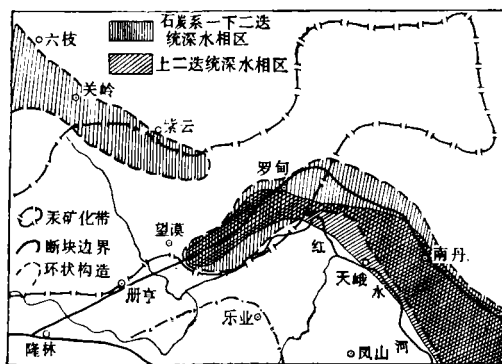 石炭系一下二迭
统深水相区
上二迭统深水相区
六枝
关岭
紫云
罗甸
望漠
南丹
红
天峨
水
册亨
乐业
隆林
凤山
河
汞矿化带
断块边界
环状构造